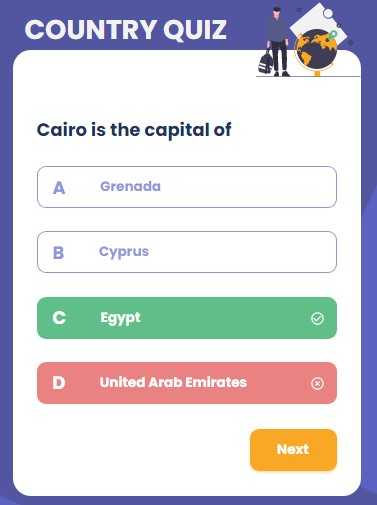 COUNTRY QUIZ
Cairo is the capital of
A Grenada
B Cyprus
C Egypt
D United Arab Emirates
Next